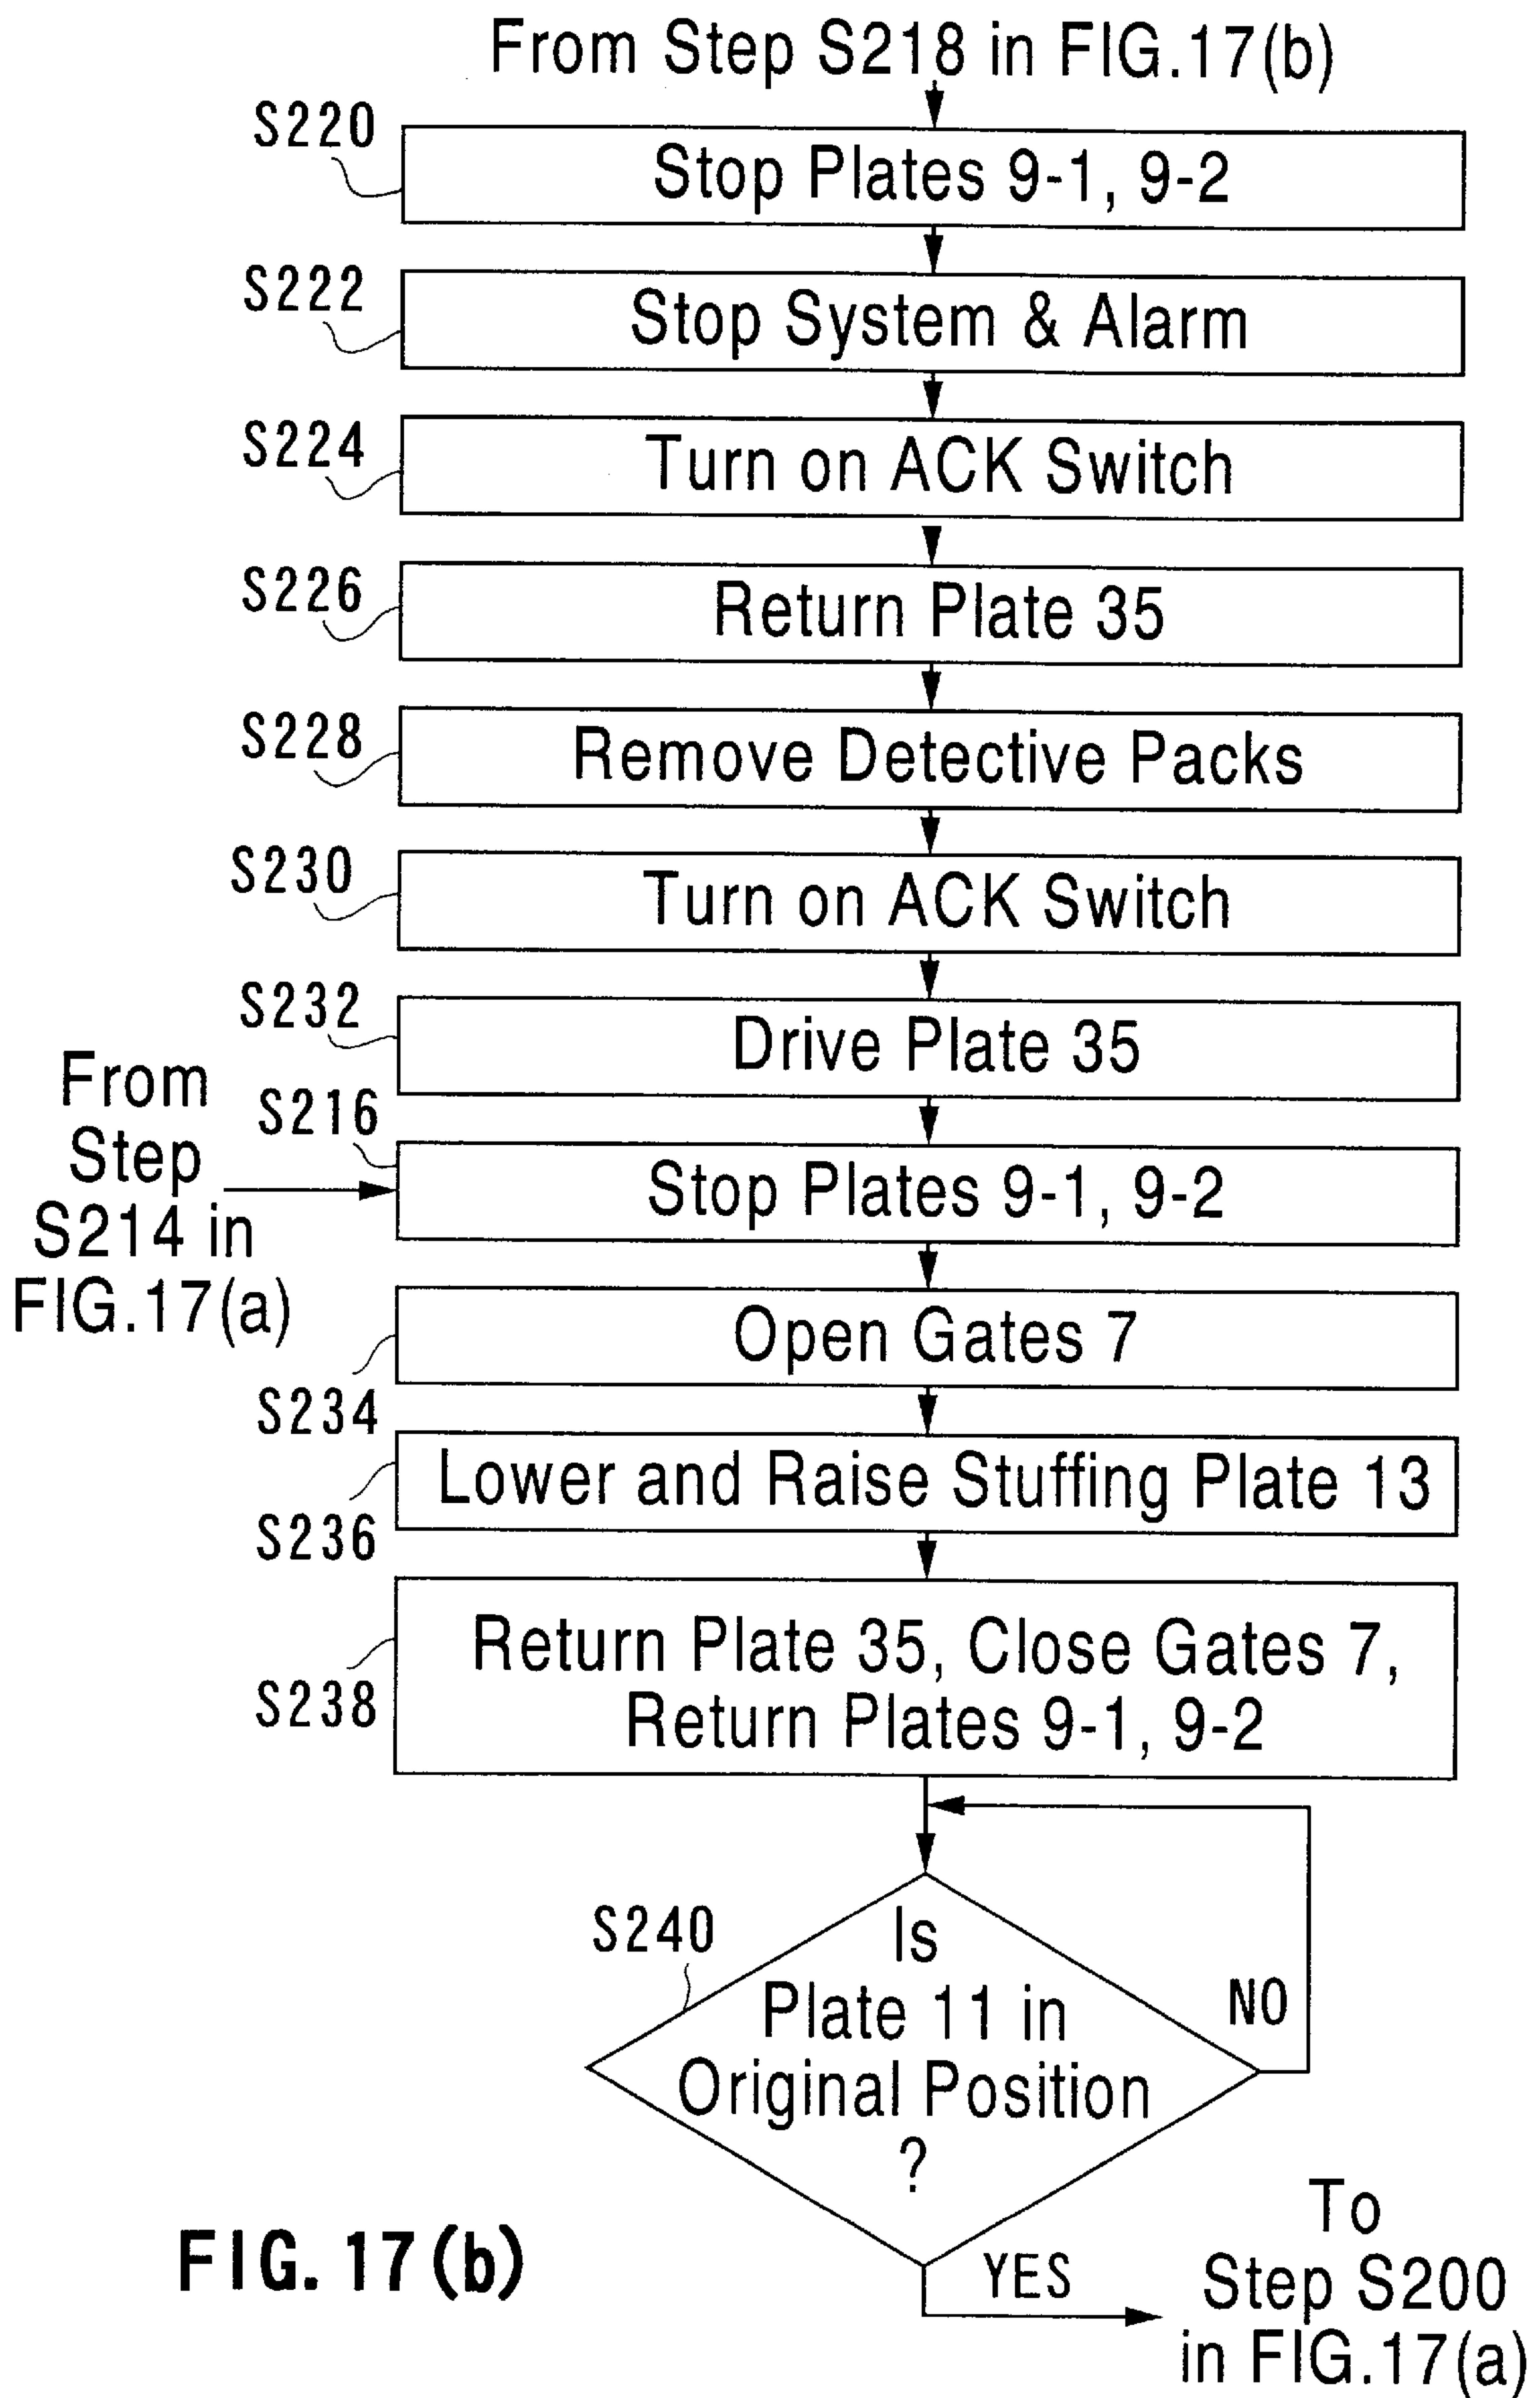 From Step S218 in FIG.17(b)
S220
Stop Plates 9-1, 9-2
S222
Stop System & Alarm
S224
Turn on ACK Switch
S226
Return Plate 35
S228
Remove Detective Packs
S230
Turn on ACK Switch
S232
Drive Plate 35
From
Step
S214 in
FIG.17(a)
S216
Stop Plates 9-1, 9-2
Open Gates 7
S234
Lower and Raise Stuffing Plate 13
S236
Return Plate 35, Close Gates 7,
Return Plates 9-1, 9-2
S238
S240
Is
Plate 11 in
Original Position
?
NO
YES
To
Step S200
in FIG.17(a)
FIG. 17(b)